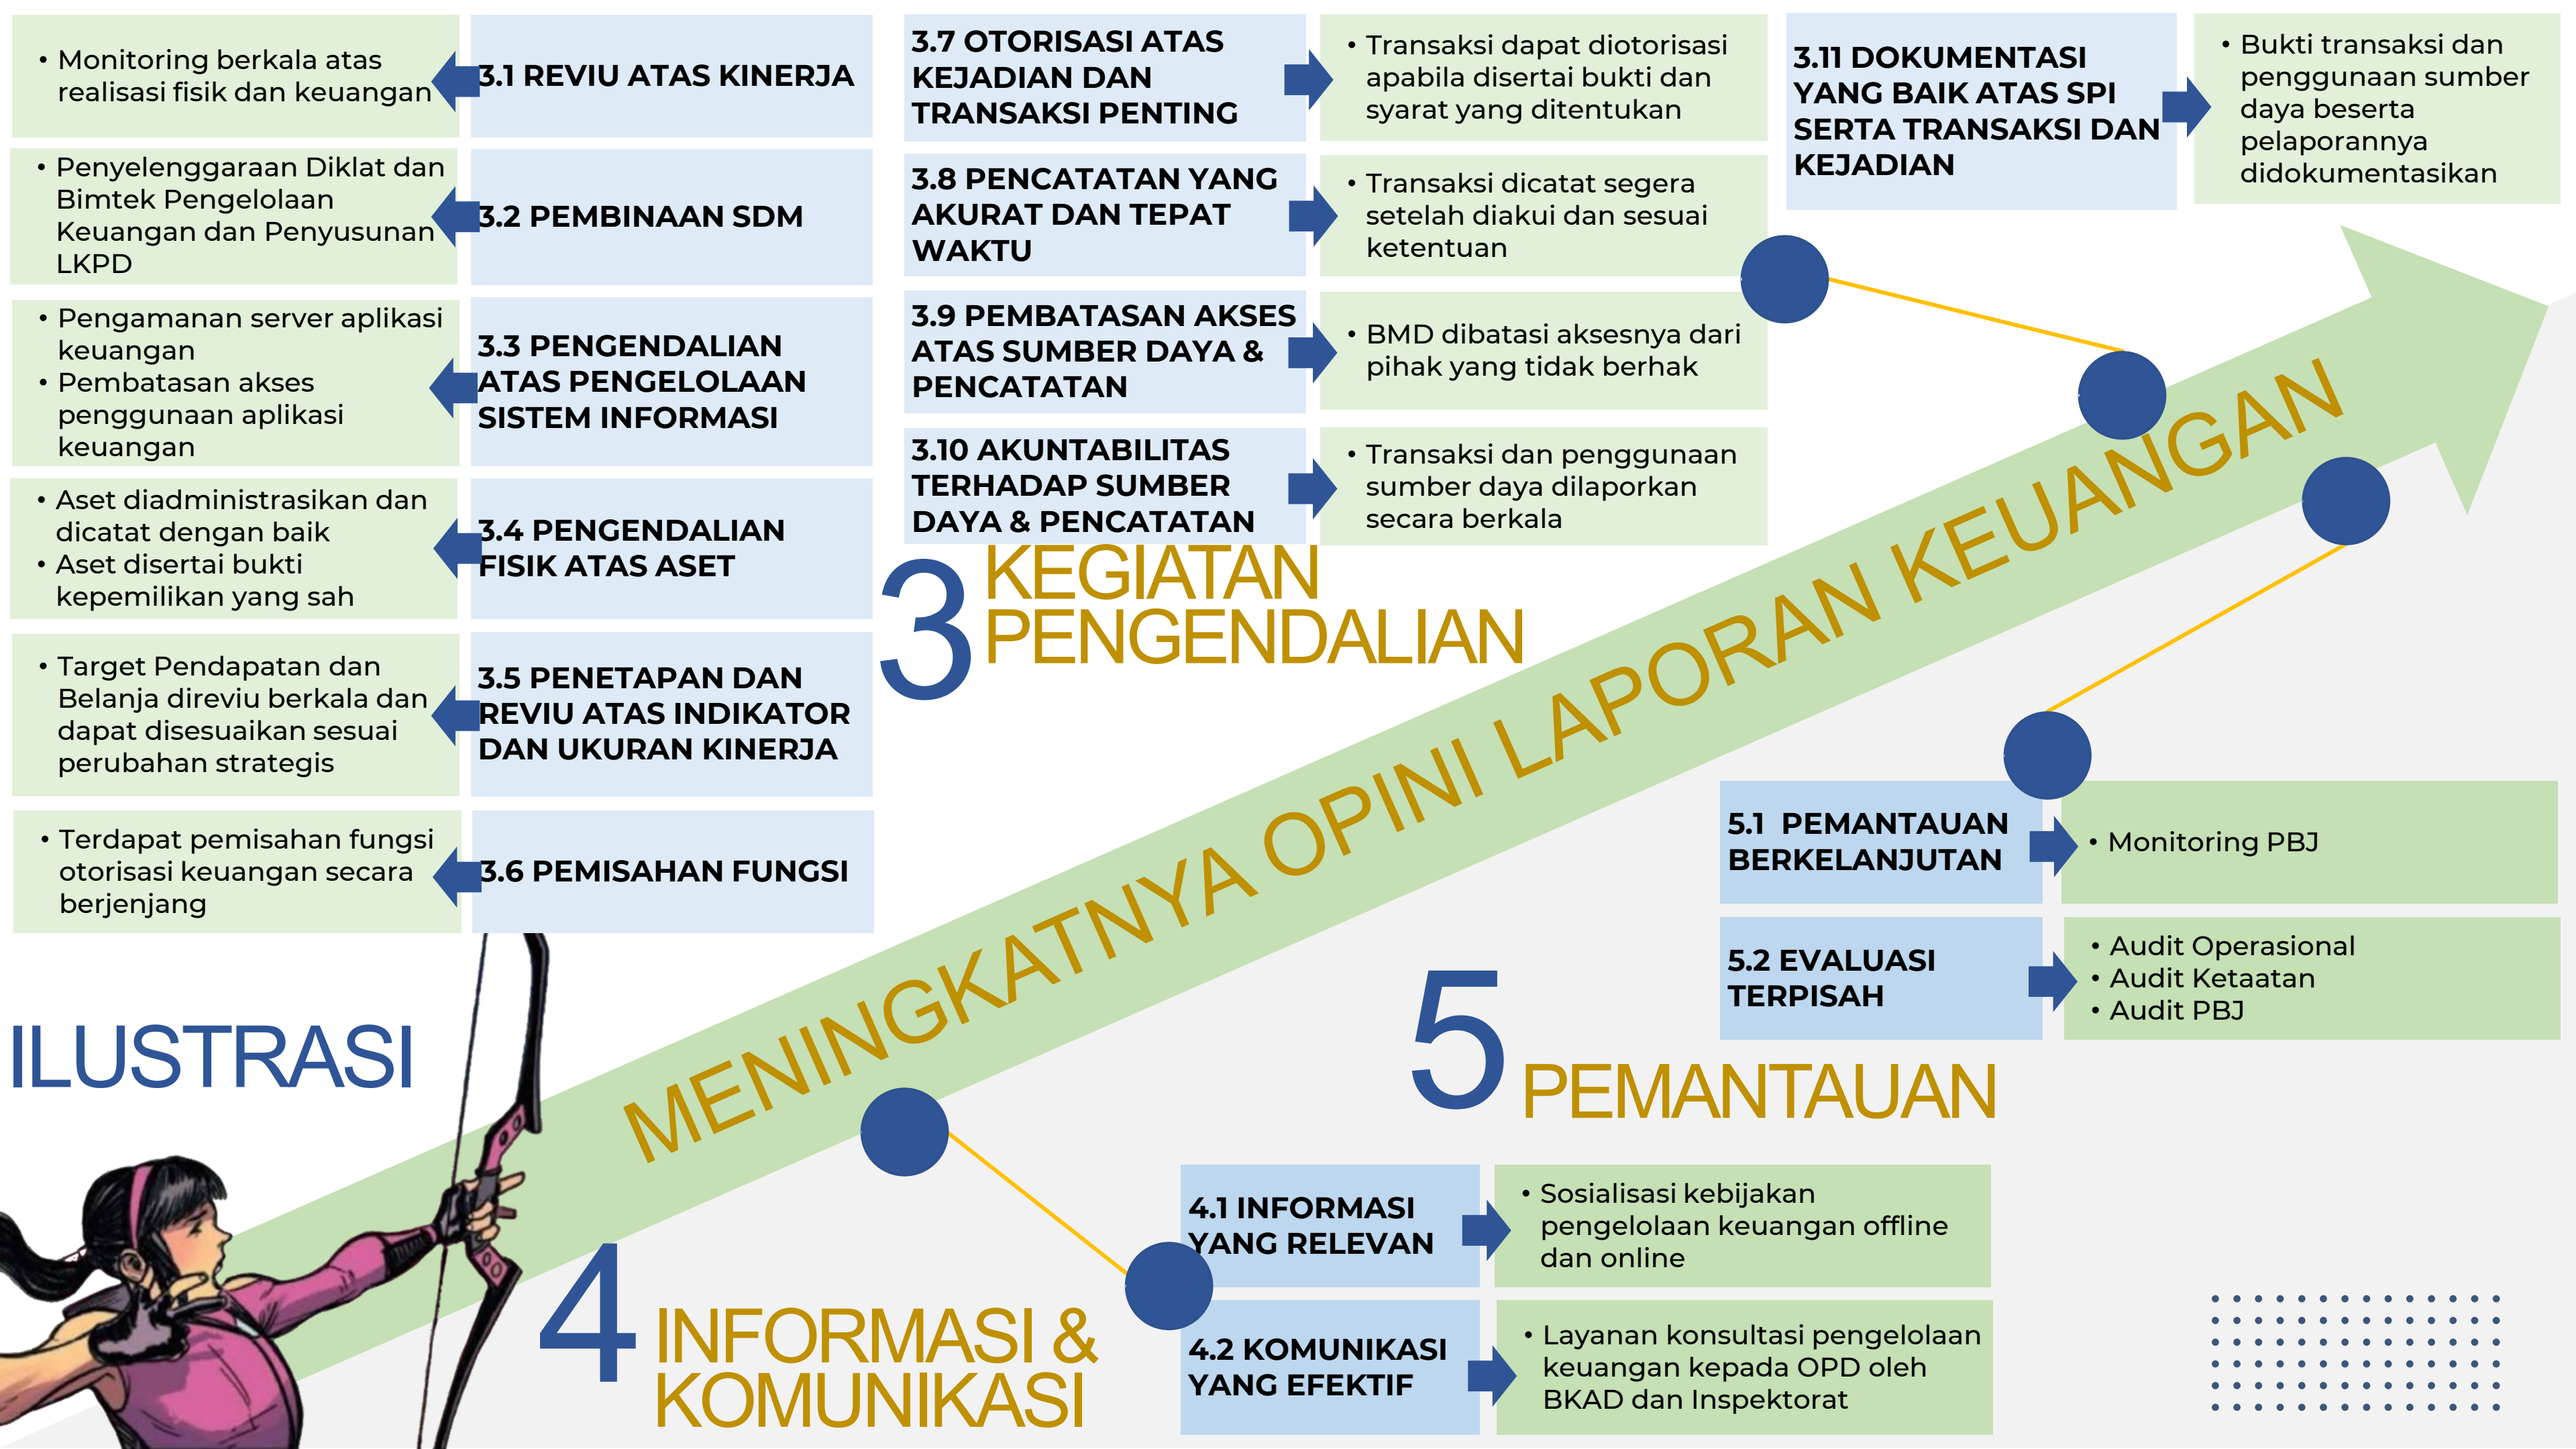 3.1 REVIU ATAS KINERJA
• Monitoring berkala atas
realisasi fisik dan keuangan
3.2 PEMBINAAN SDM
• Penyelenggaraan Diklat dan
Bimtek Pengelolaan
Keuangan dan Penyusunan
LKPD
3.3 PENGENDALIAN
ATAS PENGELOLAAN
SISTEM INFORMASI
• Pengamanan server aplikasi
keuangan
• Pembatasan akses
penggunaan aplikasi
keuangan
3.4 PENGENDALIAN
FISIK ATAS ASET
• Aset diadministrasikan dan
dicatat dengan baik
• Aset disertai bukti
kepemilikan yang sah
3.5 PENETAPAN DAN
REVIU ATAS INDIKATOR
DAN UKURAN KINERJA
• Target Pendapatan dan
Belanja direviu berkala dan
dapat disesuaikan sesuai
perubahan strategis
3.6 PEMISAHAN FUNGSI
• Terdapat pemisahan fungsi
otorisasi keuangan secara
berjenjang
3.7 OTORISASI ATAS
KEJADIAN DAN
TRANSAKSI PENTING
• Transaksi dapat diotorisasi
apabila disertai bukti dan
syarat yang ditentukan
3.8 PENCATATAN YANG
AKURAT DAN TEPAT
WAKTU
• Transaksi dicatat segera
setelah diakui dan sesuai
ketentuan
3.9 PEMBATASAN AKSES
ATAS SUMBER DAYA &
PENCATATAN
• BMD dibatasi aksesnya dari
pihak yang tidak berhak
3.10 AKUNTABILITAS
TERHADAP SUMBER
DAYA & PENCATATAN
• Transaksi dan penggunaan
sumber daya dilaporkan
secara berkala
3.11 DOKUMENTASI
YANG BAIK ATAS SPI
SERTA TRANSAKSI DAN
KEJADIAN
• Bukti transaksi dan
penggunaan sumber
daya beserta
pelaporannya
didokumentasikan
3
KEGIATAN
PENGENDALIAN
MENINGKATNYA OPINI LAPORAN KEUANGAN
ILUSTRASI
5.1 PEMANTAUAN
BERKELANJUTAN
• Monitoring PBJ
5.2 EVALUASI
TERPISAH
• Audit Operasional
• Audit Ketaatan
• Audit PBJ
5
PEMANTAUAN
4.1 INFORMASI
YANG RELEVAN
• Sosialisasi kebijakan
pengelolaan keuangan offline
dan online
4.2 KOMUNIKASI
YANG EFEKTIF
• Layanan konsultasi pengelolaan
keuangan kepada OPD oleh
BKAD dan Inspektorat
4
INFORMASI &
KOMUNIKASI